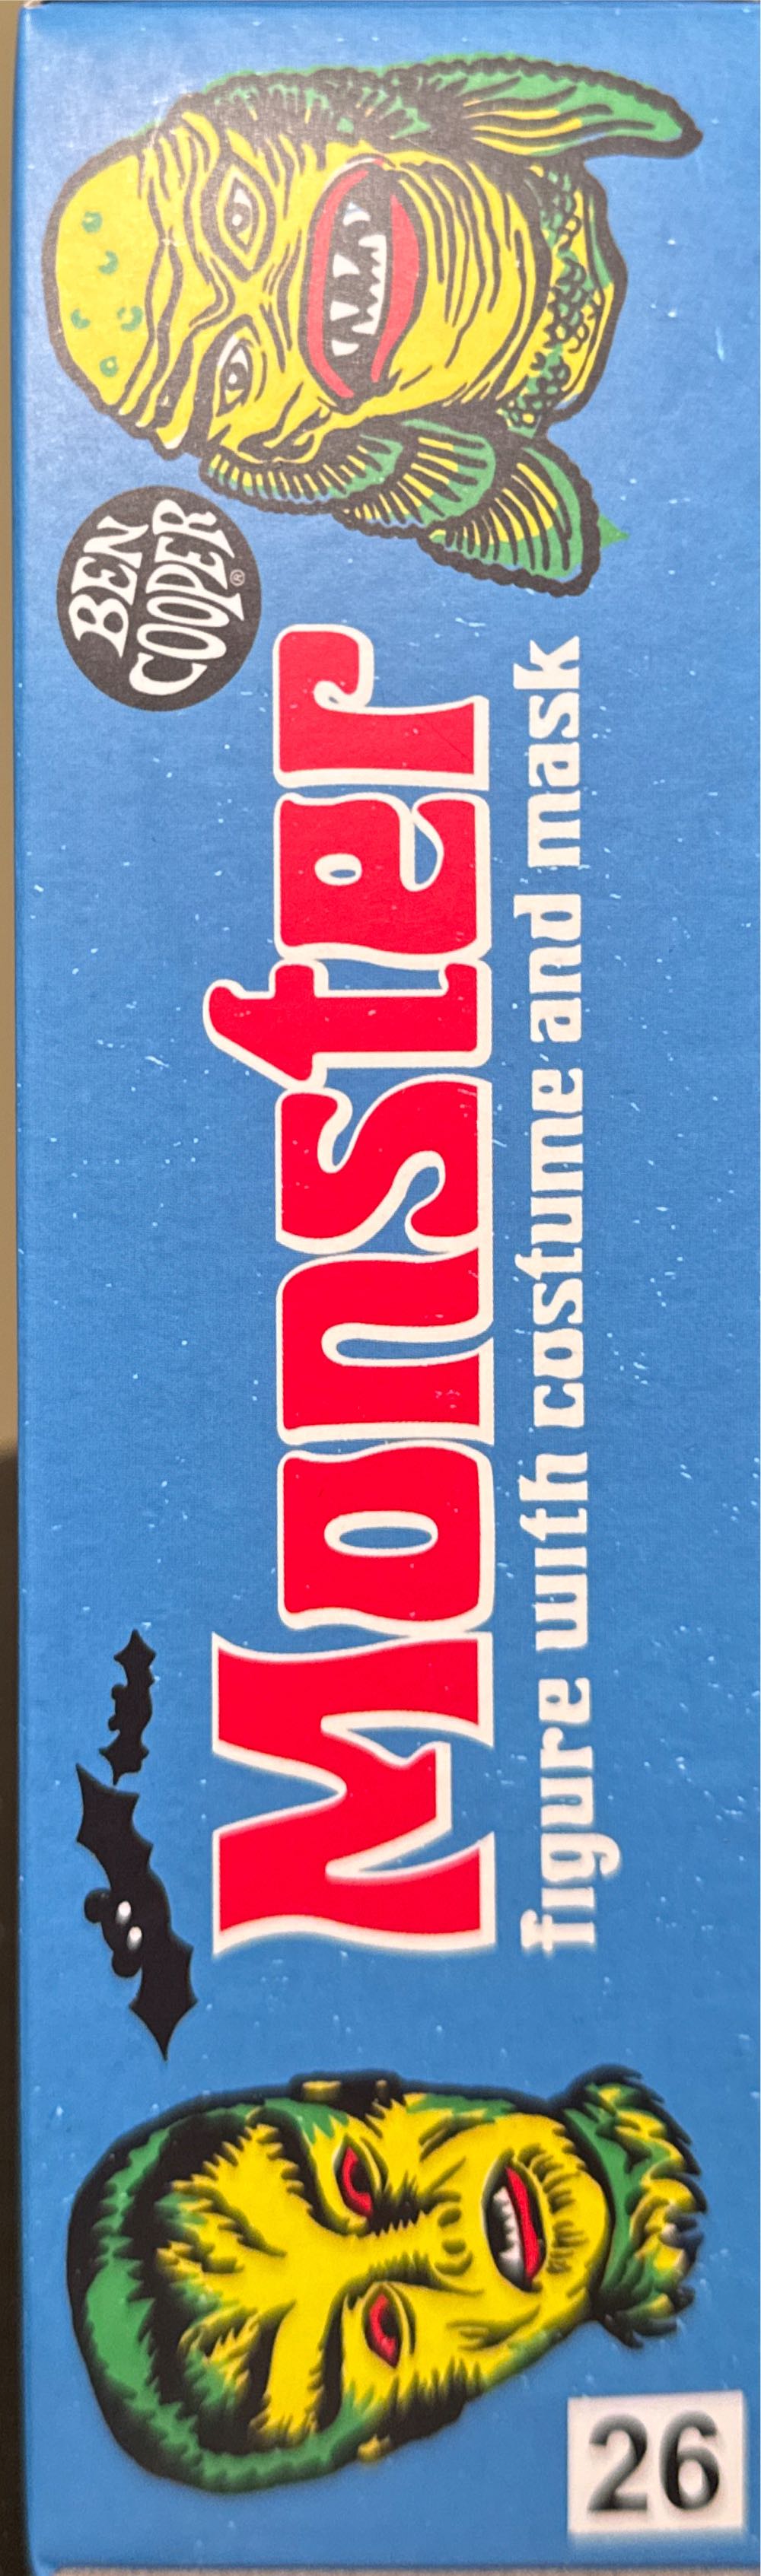 BEN
COOPER®
Monster
figure with costume and mask
26